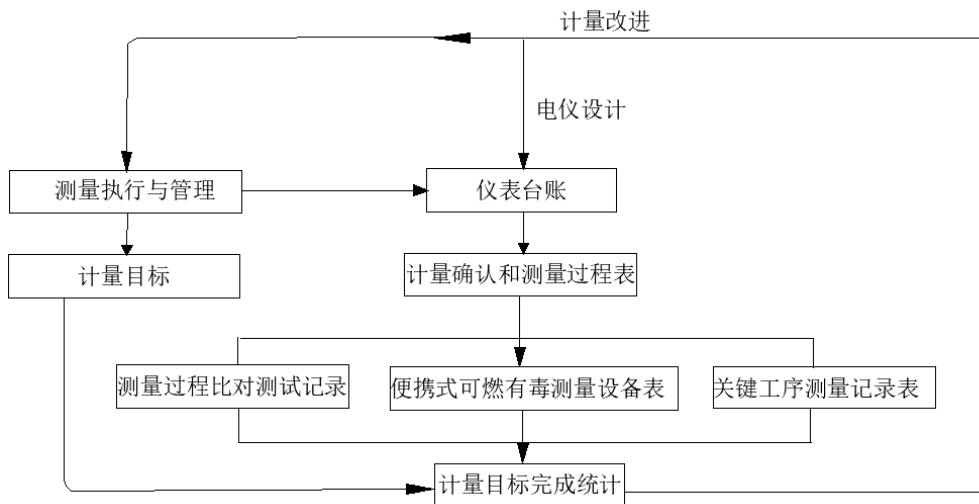 计量改进
电仪设计
测量执行与管理
仪表台账
计量目标
计量确认和测量过程表
测量过程比对测试记录
便携式可燃有毒测量设备表
关键工序测量记录表
计量目标完成统计